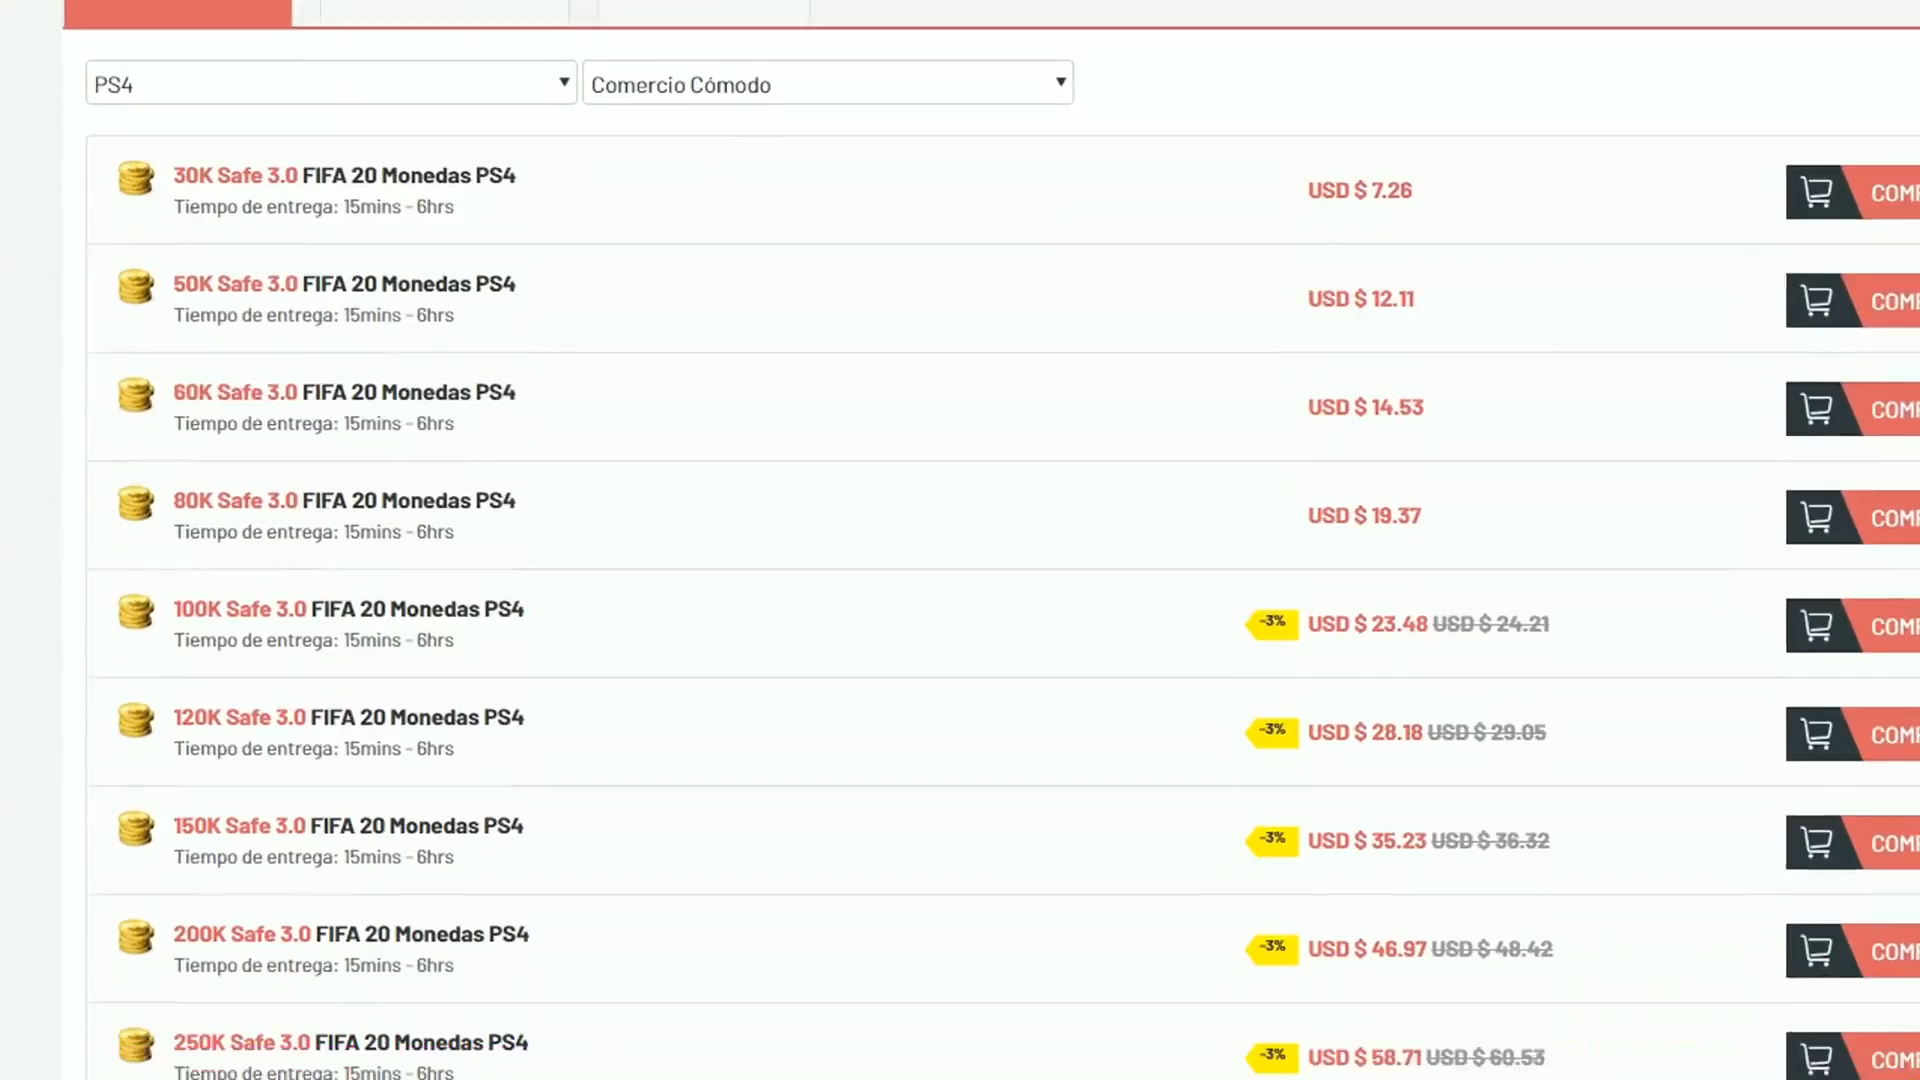 PS4
Comercio Cómodo
30K Safe 3.0 FIFA 20 Monedas PS4
Tiempo de entrega: 15mins - 6hrs
USD $ 7.26
50K Safe 3.0 FIFA 20 Monedas PS4
Tiempo de entrega: 15mins - 6hrs
USD $ 12.11
60K Safe 3.0 FIFA 20 Monedas PS4
Tiempo de entrega: 15mins - 6hrs
USD $ 14.53
80K Safe 3.0 FIFA 20 Monedas PS4
Tiempo de entrega: 15mins - 6hrs
USD $ 19.37
100K Safe 3.0 FIFA 20 Monedas PS4
Tiempo de entrega: 15mins - 6hrs
-3% USD $ 23.48 USD $ 24.21
120K Safe 3.0 FIFA 20 Monedas PS4
Tiempo de entrega: 15mins - 6hrs
-3% USD $ 28.18 USD $ 29.05
150K Safe 3.0 FIFA 20 Monedas PS4
Tiempo de entrega: 15mins - 6hrs
-3% USD $ 35.23 USD $ 36.32
200K Safe 3.0 FIFA 20 Monedas PS4
Tiempo de entrega: 15mins - 6hrs
-3% USD $ 46.97 USD $ 48.42
250K Safe 3.0 FIFA 20 Monedas PS4
Tiempo de entrega: 15mins - 6hrs
-3% USD $ 58.71 USD $ 60.53